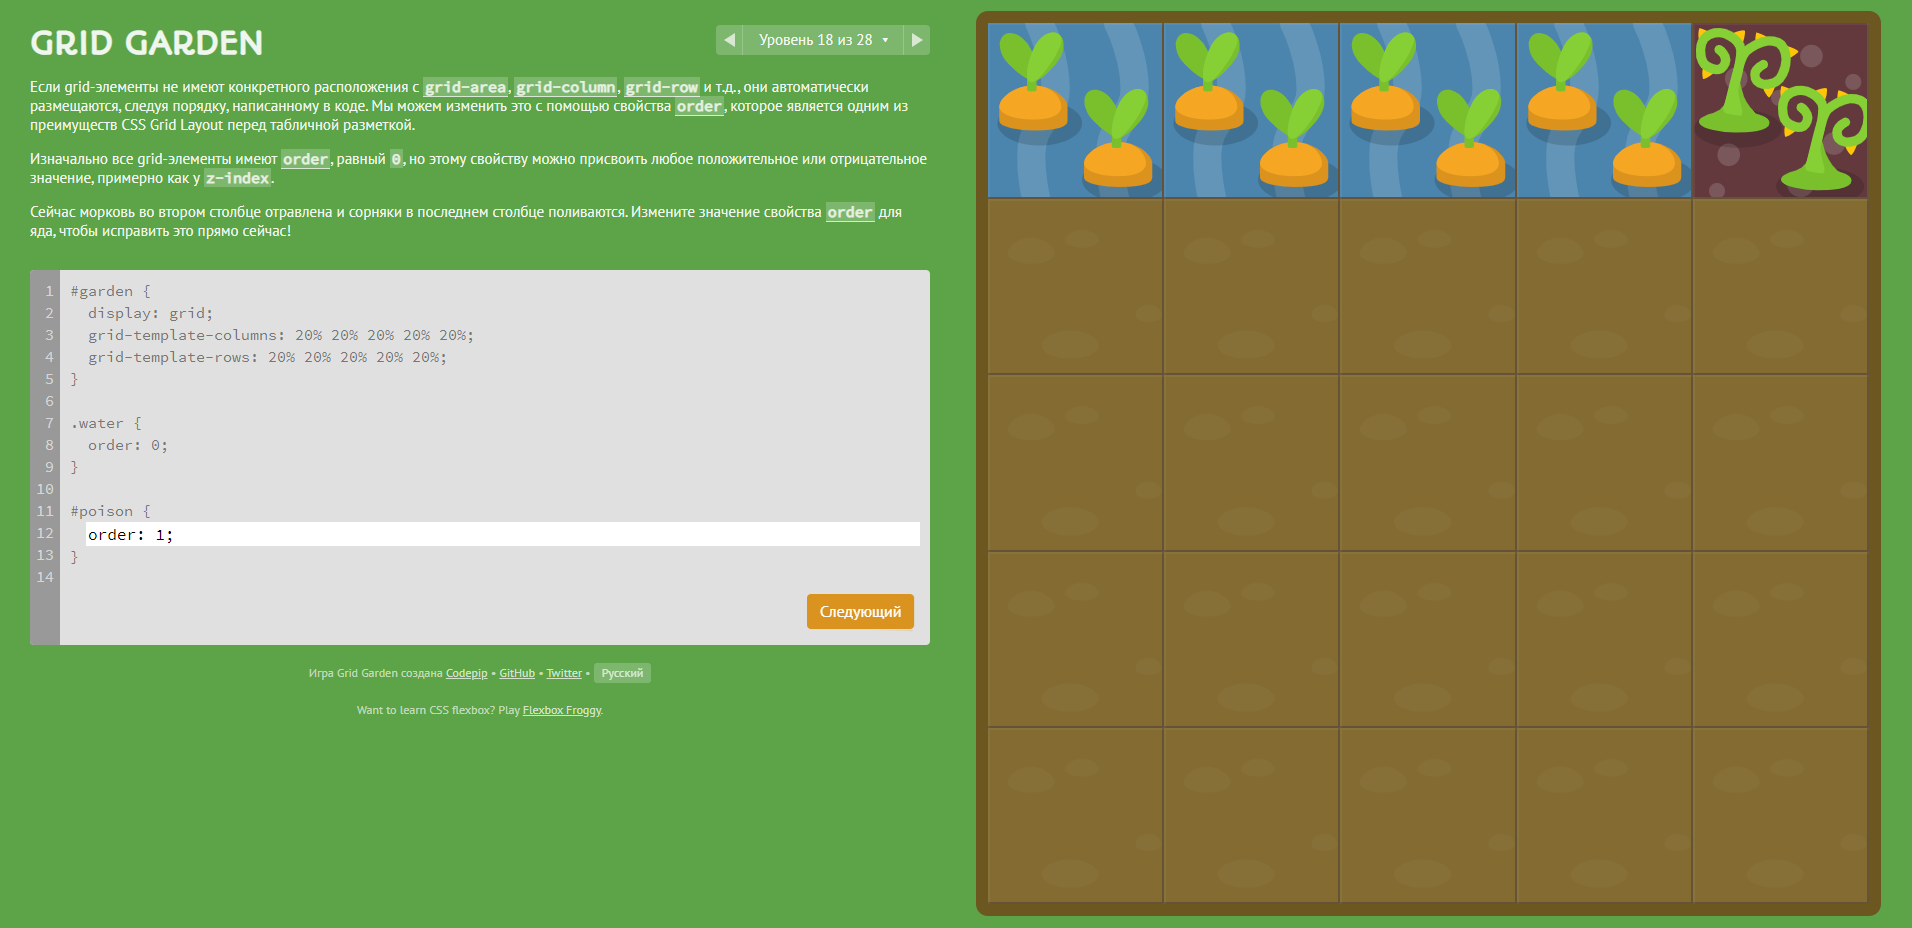 GRID GARDEN
Уровень 18 из 28
Если grid-элементы не имеют конкретного расположения с grid-area, grid-column, grid-row и т.д., они автоматически
размещаются, следуя порядку, написанному в коде. Мы можем изменить это с помощью свойства order, которое является одним из
преимуществ CSS Grid Layout перед табличной разметкой.
Изначально все grid-элементы имеют order, равный 0, но этому свойству можно присвоить любое положительное или отрицательное
значение, примерно как у z-index.
Сейчас морковь во втором столбце отравлена и сорняки в последнем столбце поливаются. Измените значение свойства order для
яда, чтобы исправить это прямо сейчас!
1 #garden {
2 display: grid;
3 grid-template-columns: 20% 20% 20% 20% 20%;
4 grid-template-rows: 20% 20% 20% 20% 20%;
5 }
6
7 .water {
8 order: 0;
9 }
10
11 #poison {
12 order: 1;
13 }
14
Следующий
Игра Grid Garden создана Codepip • GitHub • Twitter • Русский
Want to learn CSS flexbox? Play Flexbox Froggy.